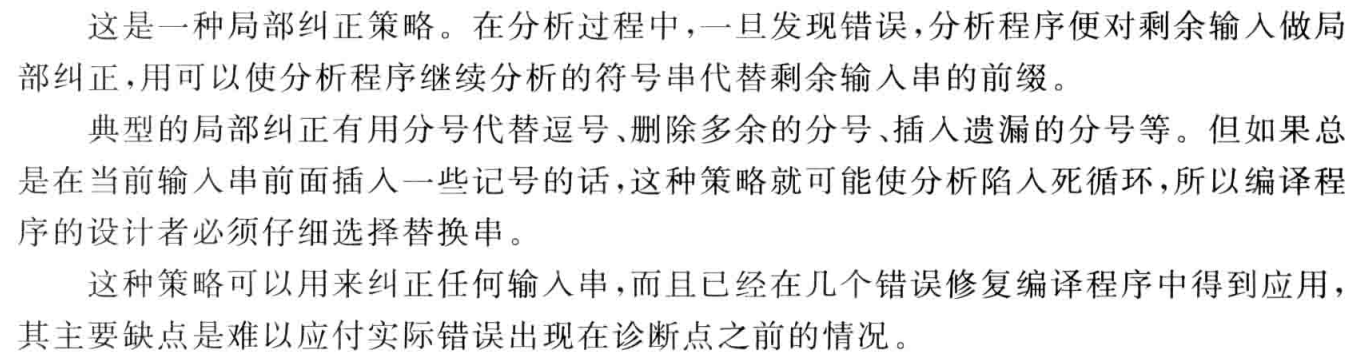 这是一种局部纠正策略。在分析过程中,一旦发现错误,分析程序便对剩余输入做局
部纠正,用可以使分析程序继续分析的符号串代替剩余输入串的前缀。
典型的局部纠正有用分号代替逗号、删除多余的分号、插入遗漏的分号等。但如果总
是在当前输入串前面插入一些记号的话,这种策略就可能使分析陷入死循环,所以编译程
序的设计者必须仔细选择替换串。
这种策略可以用来纠正任何输入串,而且已经在几个错误修复编译程序中得到应用,
其主要缺点是难以应付实际错误出现在诊断点之前的情况。